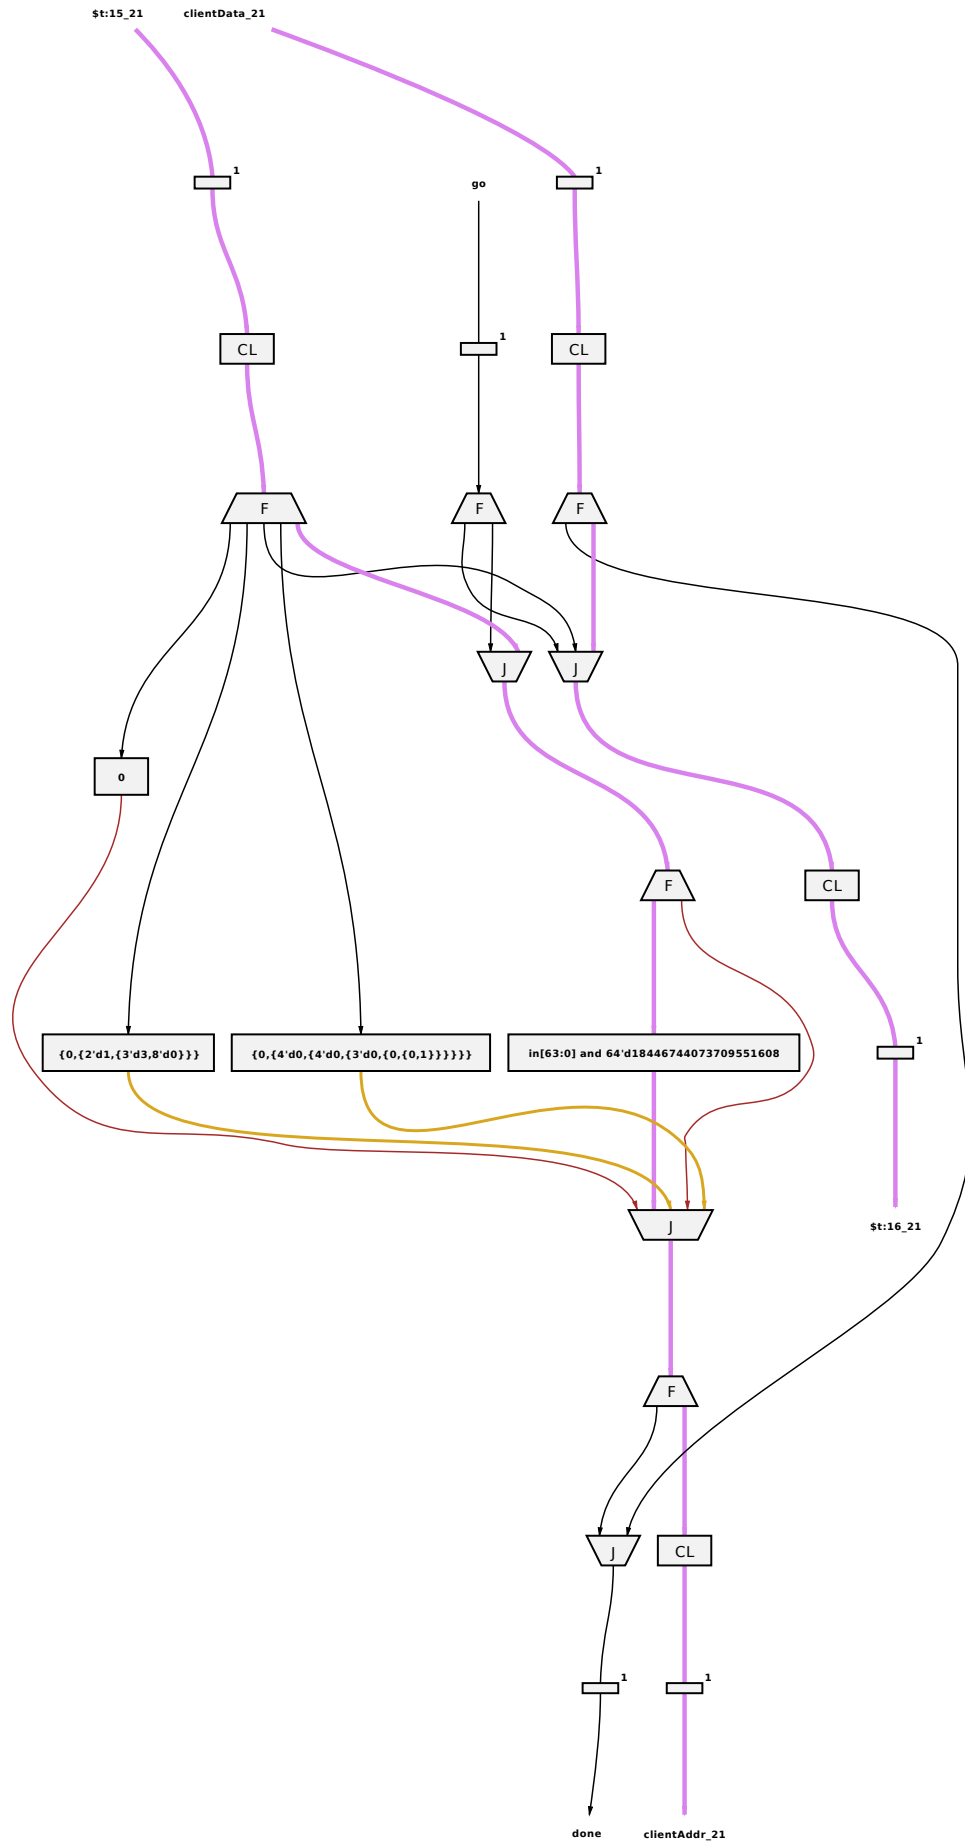 $t:15_21 clientData_21
1
1
go
1
CL
CL
F
F
F
J
J
0
F
CL
{0,{2'd1,{3'd3,8'd0}}}
{0,{4'd0,{4'd0,{3'd0,{0,{0,1}}}}}}
in[63:0] and 64'd18446744073709551608
1
J
$t:16_21
F
J
CL
1
1
done
clientAddr_21